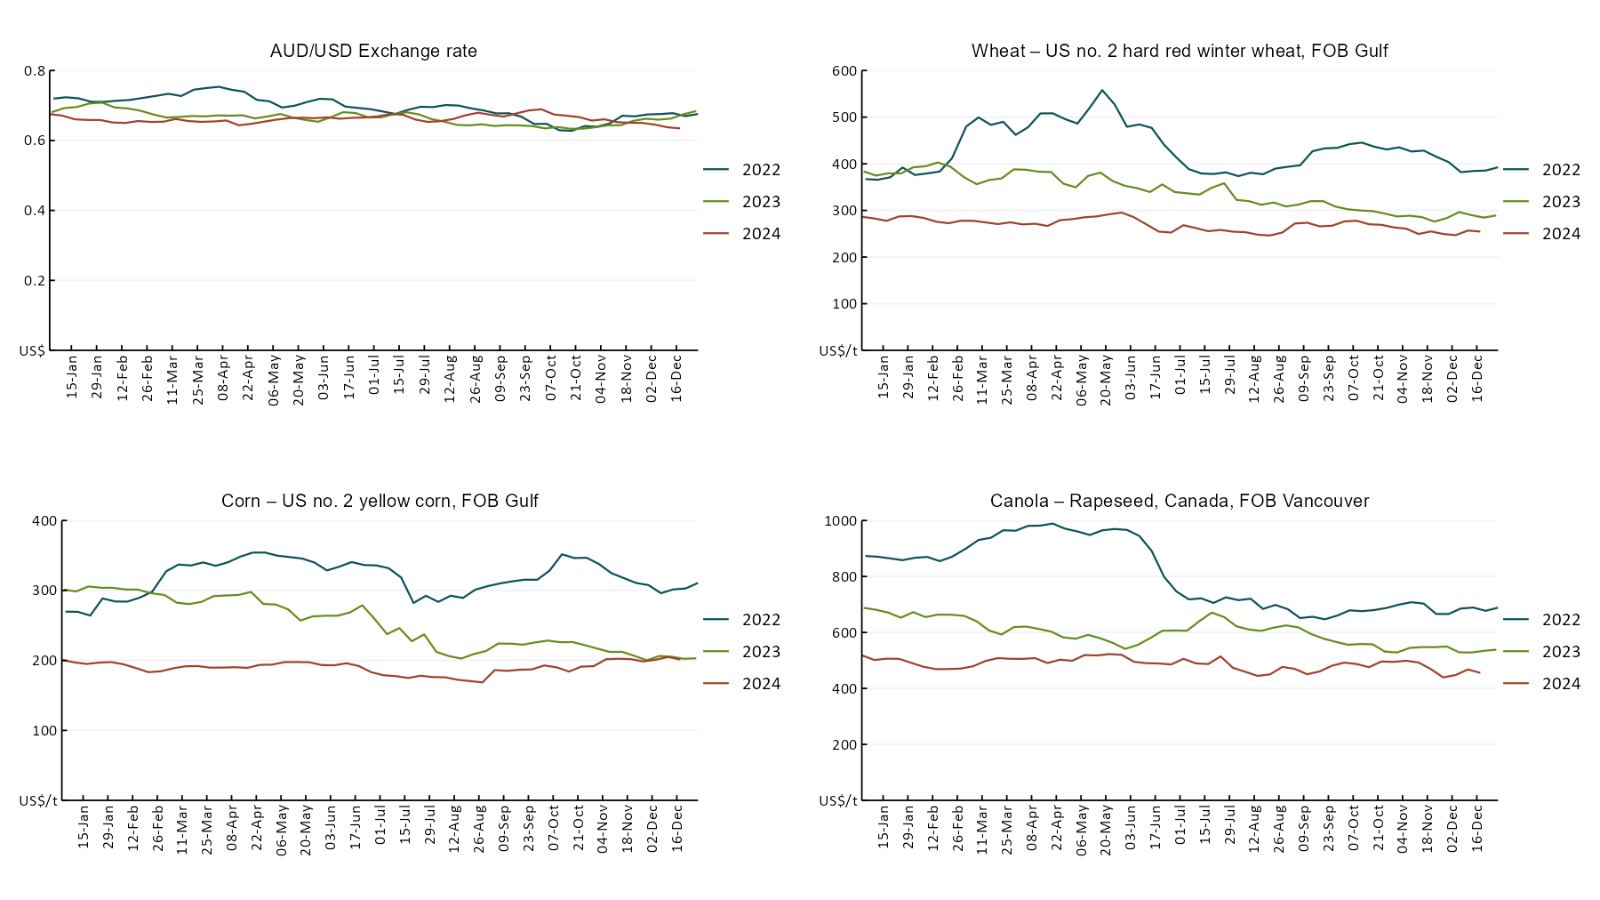 AUD/USD Exchange rate
0.8
0.6
0.4
0.2
US$
15-Jan
29-Jan
12-Feb
26-Feb
11-Mar
25-Mar
08-Apr
22-Apr
06-May
20-May
03-Jun
17-Jun
01-Jul
15-Jul
29-Jul
12-Aug
26-Aug
09-Sep
23-Sep
07-Oct
21-Oct
04-Nov
18-Nov
02-Dec
16-Dec
2022
2023
2024
Wheat – US no. 2 hard red winter wheat, FOB Gulf
600
500
400
300
200
100
US$/t
15-Jan
29-Jan
12-Feb
26-Feb
11-Mar
25-Mar
08-Apr
22-Apr
06-May
20-May
03-Jun
17-Jun
01-Jul
15-Jul
29-Jul
12-Aug
26-Aug
09-Sep
23-Sep
07-Oct
21-Oct
04-Nov
18-Nov
02-Dec
16-Dec
2022
2023
2024
Corn – US no. 2 yellow corn, FOB Gulf
400
300
200
100
US$/t
15-Jan
29-Jan
12-Feb
26-Feb
11-Mar
25-Mar
08-Apr
22-Apr
06-May
20-May
03-Jun
17-Jun
01-Jul
15-Jul
29-Jul
12-Aug
26-Aug
09-Sep
23-Sep
07-Oct
21-Oct
04-Nov
18-Nov
02-Dec
16-Dec
2022
2023
2024
Canola – Rapeseed, Canada, FOB Vancouver
1000
800
600
400
200
US$/t
15-Jan
29-Jan
12-Feb
26-Feb
11-Mar
25-Mar
08-Apr
22-Apr
06-May
20-May
03-Jun
17-Jun
01-Jul
15-Jul
29-Jul
12-Aug
26-Aug
09-Sep
23-Sep
07-Oct
21-Oct
04-Nov
18-Nov
02-Dec
16-Dec
2022
2023
2024